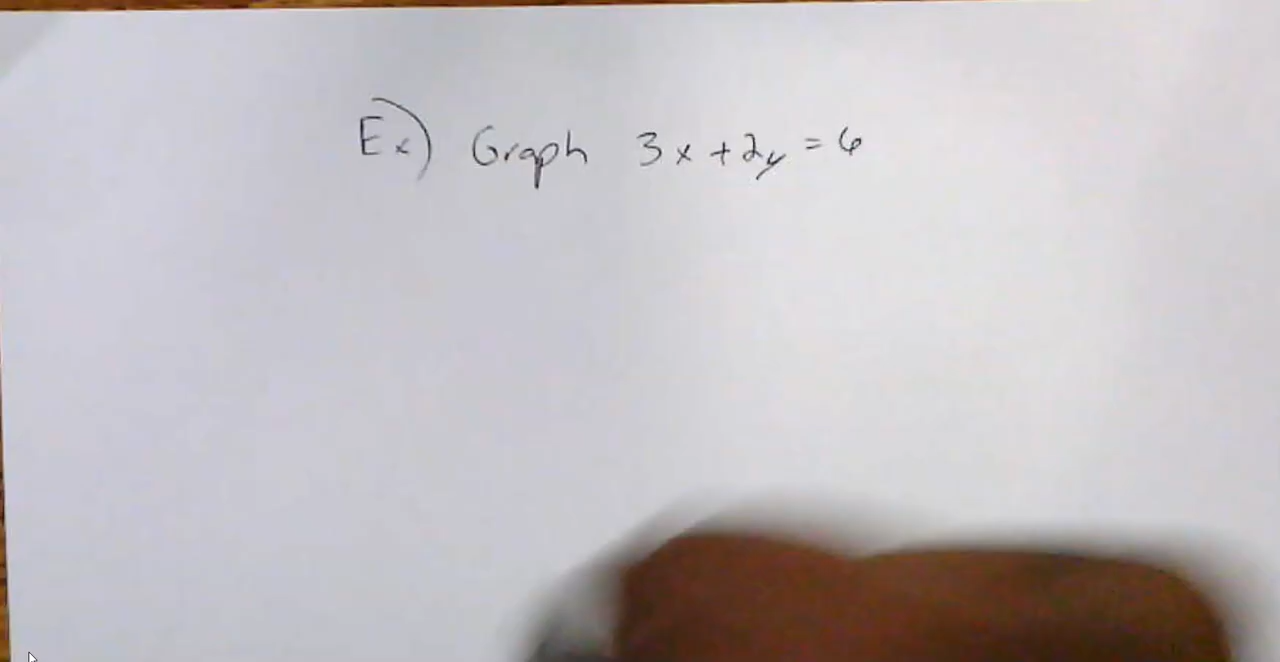 Ex) Graph 3x + 2y = 6